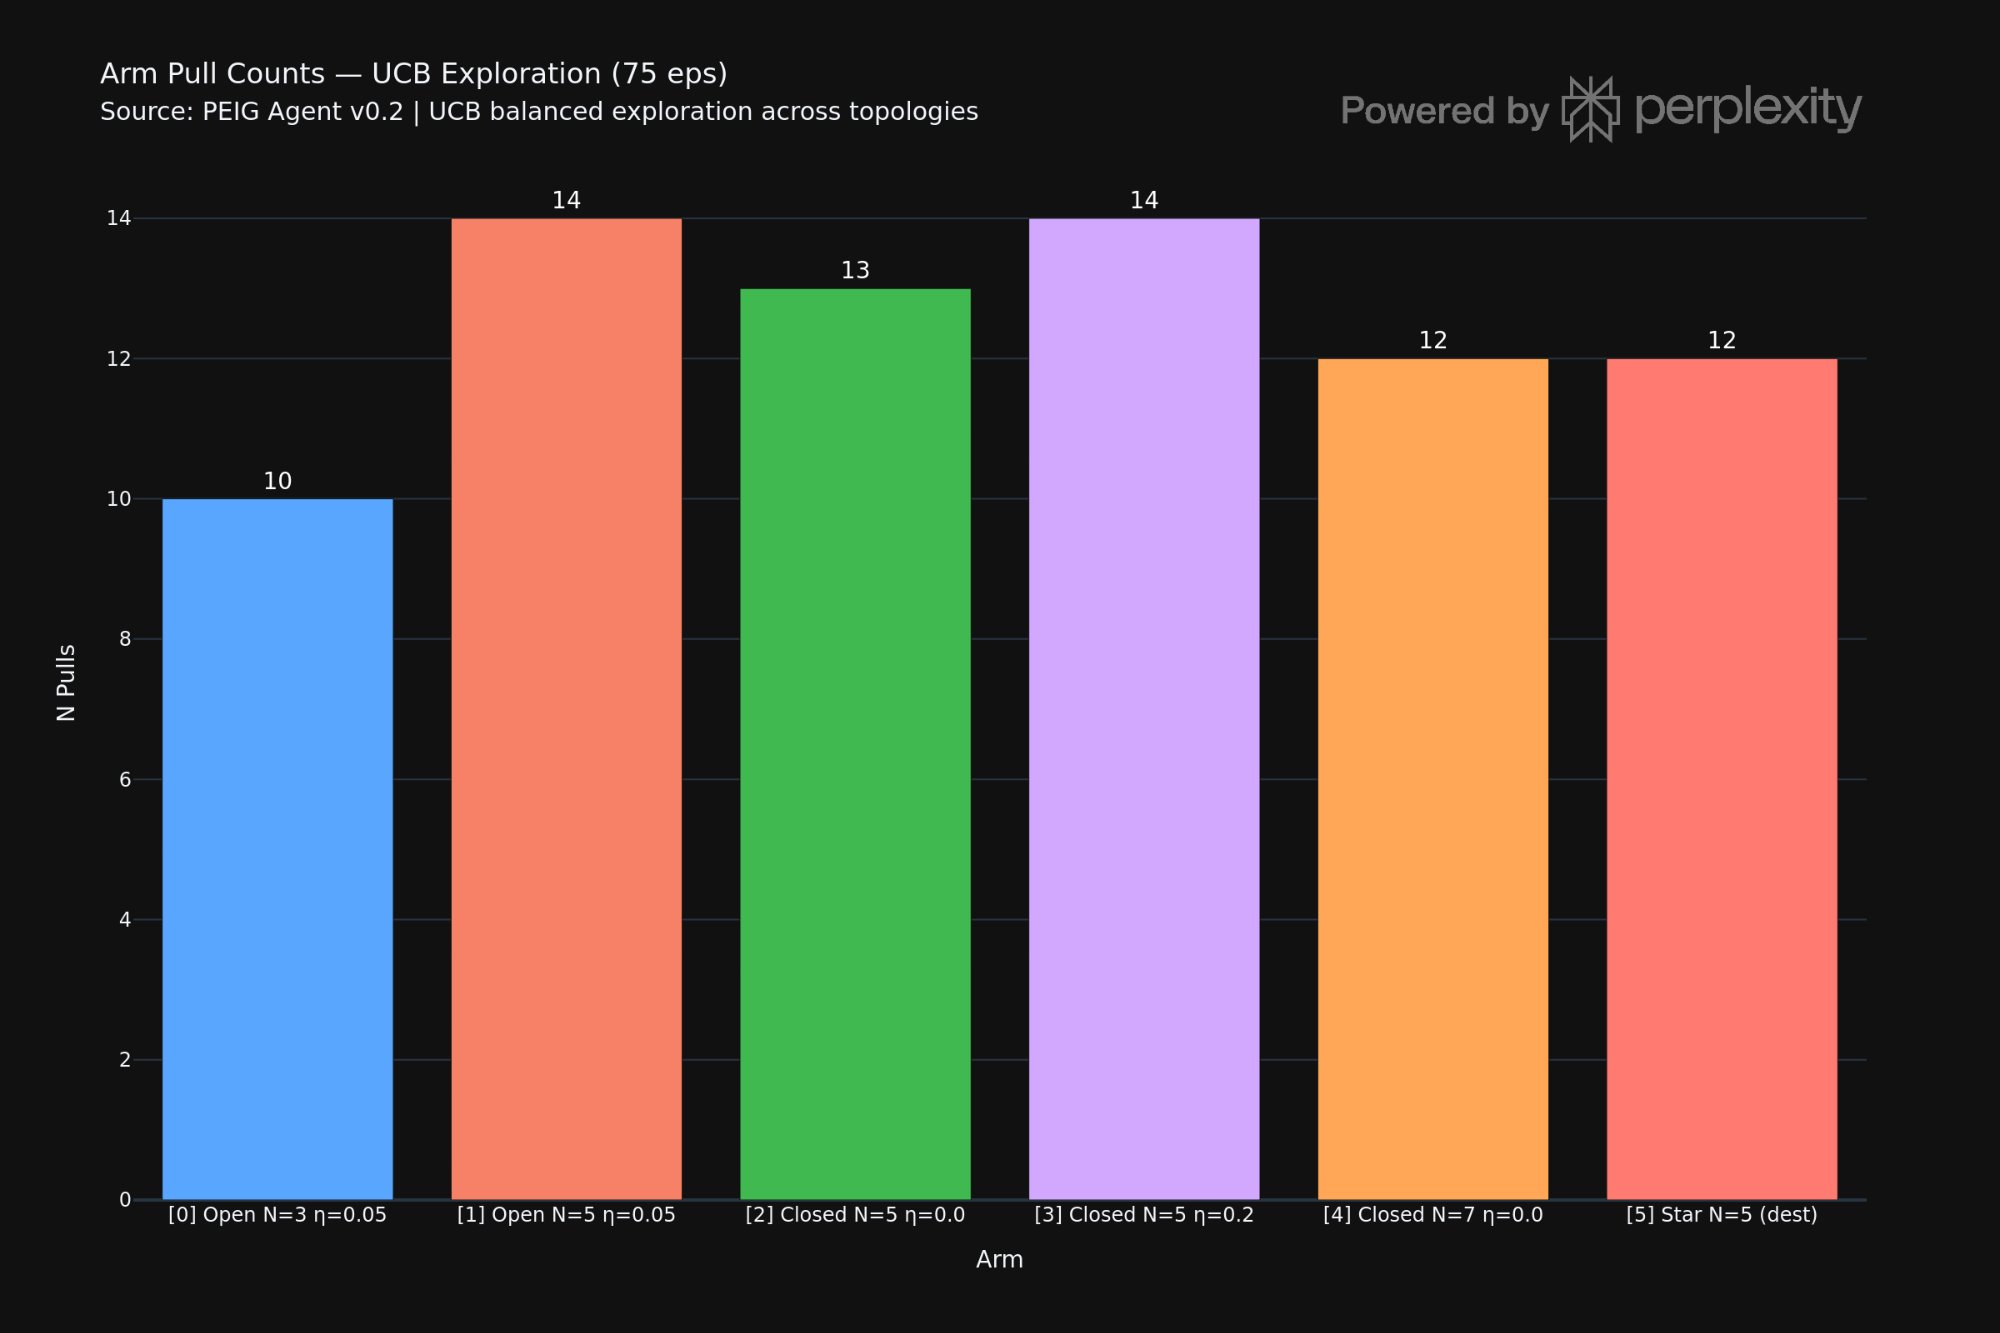 Arm Pull Counts — UCB Exploration (75 eps)
Source: PEIG Agent v0.2 | UCB balanced exploration across topologies
Powered by perplexity
14
14
13
12
12
10
14
12
10
8
6
4
2
0
N Pulls
[0] Open N=3 η=0.05
[1] Open N=5 η=0.05
[2] Closed N=5 η=0.0
[3] Closed N=5 η=0.2
[4] Closed N=7 η=0.0
[5] Star N=5 (dest)
Arm